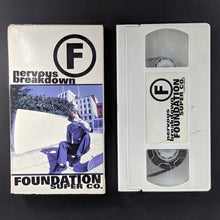 F
nervous
breakdown
FOUNDATION
SUPER CO.
F
nervous
breakdown
FOUNDATION
SUPER CO.